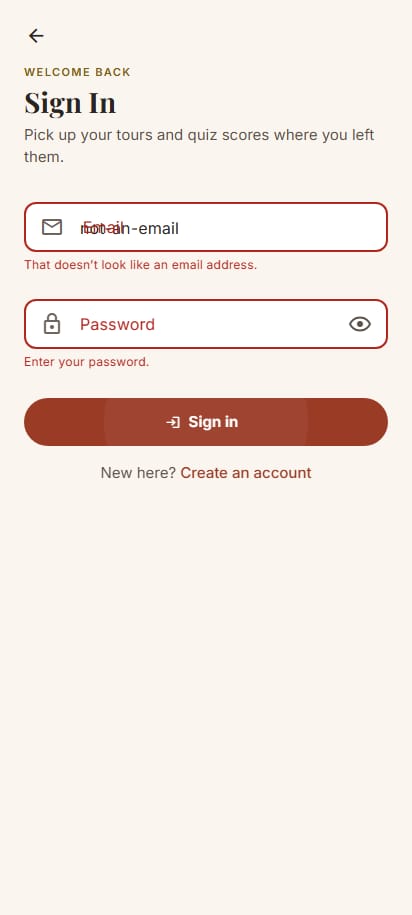 WELCOME BACK
Sign In
Pick up your tours and quiz scores where you left
them.
Email
not-an-email
That doesn't look like an email address.
Password
Enter your password.
Sign in
New here? Create an account